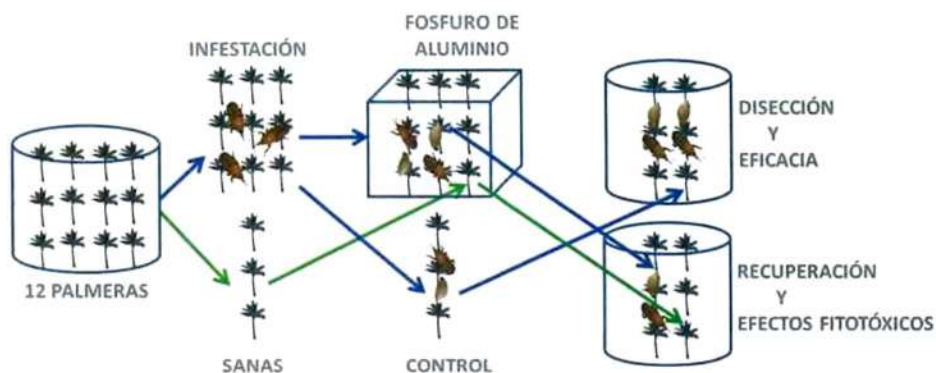 FOSFURO DE
ALUMINIO
INFESTACIÓN
DISECCIÓN
Y
EFICACIA
12 PALMERAS
RECUPERACIÓN
Y
EFECTOS FITOTÓXICOS
SANAS
CONTROL